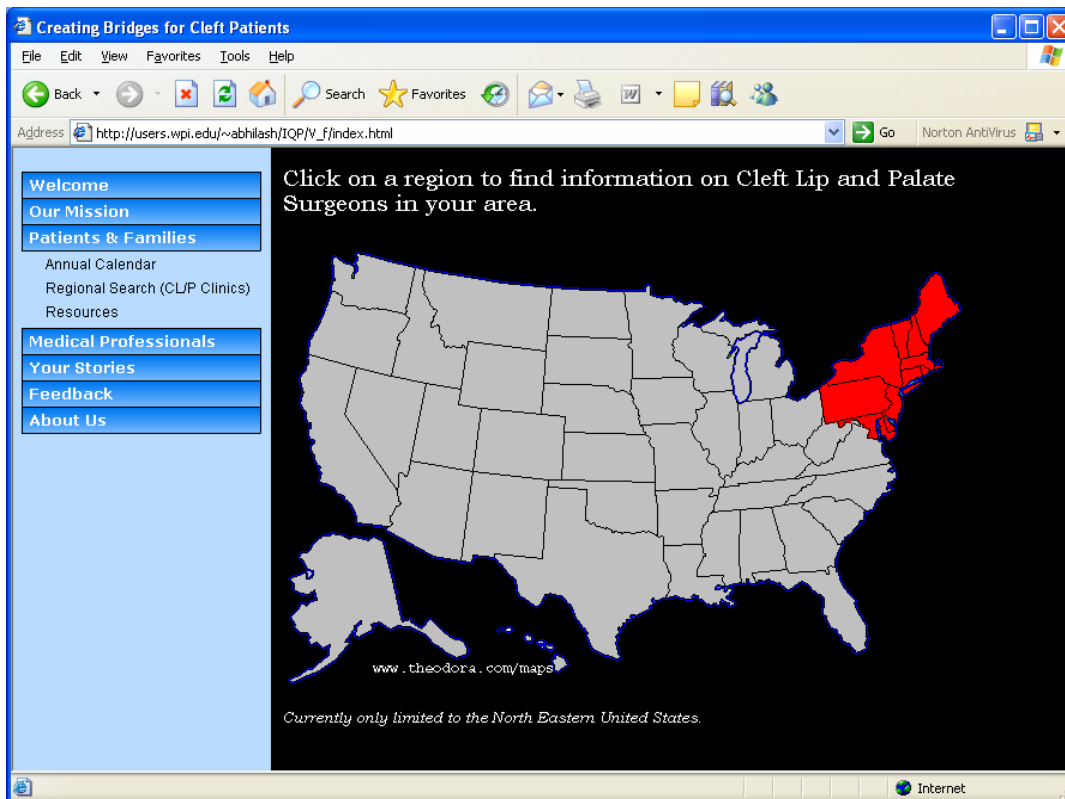 Creating Bridges for Cleft Patients
File Edit View Favorites Tools Help
Back Search Favorites W
Address http://users.wpi.edu/~abhilash/IQP/V_f/index.html Go Norton AntiVirus
Welcome
Our Mission
Patients & Families
Annual Calendar
Regional Search (CL/P Clinics)
Resources
Medical Professionals
Your Stories
Feedback
About Us
Click on a region to find information on Cleft Lip and Palate
Surgeons in your area.
www.theodora.com/maps
Currently only limited to the North Eastern United States.
Internet